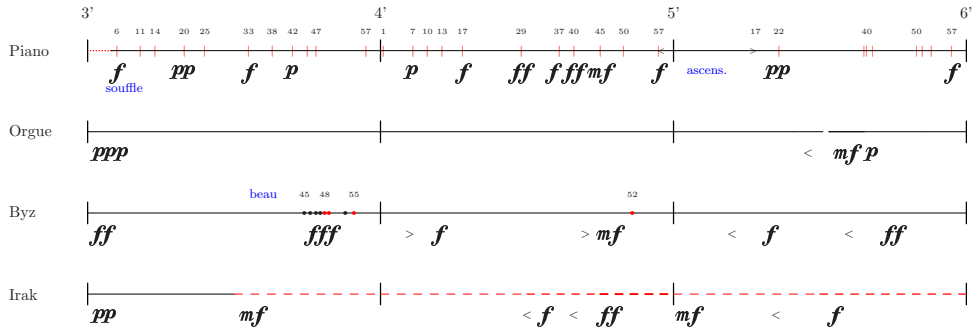 3’ 4’ 5’ 6’
6 11 14 20 25 33 38 42 47 57 1 7 10 13 17 29 37 40 45 50 57 17 22 40 50 57
Piano < >
f pp f p p f ff f ff mf f ascens. pp f
souffle
Orgue
ppp < mf p
beau 45 48 55 52
Byz
ff fff > f > mf < f < ff
Irak
pp mf < f < ff mf < f